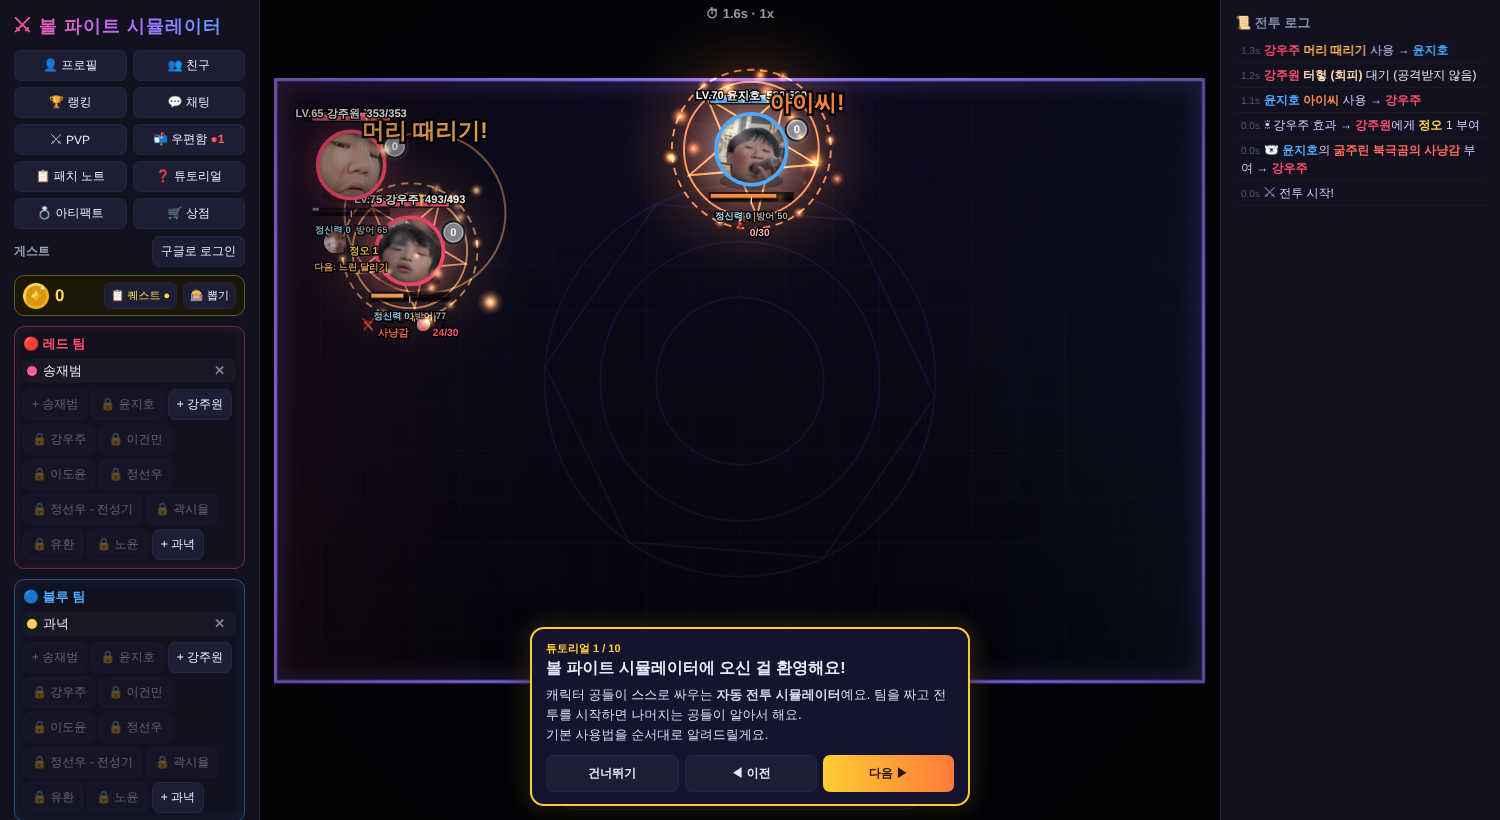 ⚔ 볼 파이트 시뮬레이터
👤 프로필
👥 친구
🏆 랭킹
💬 채팅
⚔ PVP
📬 우편함 ●1
📋 패치 노트
❓ 튜토리얼
💍 아티팩트
🛒 상점
게스트
구글로 로그인
0
📋 퀘스트 ●
🎰 뽑기
🔴 레드 팀
송재범 ✕
+ 송재범
🔒 윤지호
+ 강주원
🔒 강우주
🔒 이건민
🔒 이도윤
🔒 정선우
🔒 정선우 - 전성기
🔒 곽시율
🔒 유환
🔒 노윤
+ 과녁
🔵 블루 팀
과녁 ✕
+ 송재범
🔒 윤지호
+ 강주원
🔒 강우주
🔒 이건민
🔒 이도윤
🔒 정선우
🔒 정선우 - 전성기
🔒 곽시율
🔒 유환
🔒 노윤
+ 과녁
⏱ 1.6s · 1x
LV.65 강주원 353/353
머리 때리기!
0
정신력 0 방어 65
정오 1
다음: 느린 달리기
LV.75 강우주 493/493
0
정신력 0 방어 77
사냥감 24/30
LV.70 윤지호
아이씨!
0
정신력 0 방어 50
0/30
튜토리얼 1 / 10
볼 파이트 시뮬레이터에 오신 걸 환영해요!
캐릭터 공들이 스스로 싸우는 자동 전투 시뮬레이터예요. 팀을 짜고 전
투를 시작하면 나머지는 공들이 알아서 해요.
기본 사용법을 순서대로 알려드릴게요.
건너뛰기
◀ 이전
다음 ▶
📜 전투 로그
1.3s 강우주 머리 때리기 사용 → 윤지호
1.2s 강주원 터헣 (회피) 대기 (공격받지 않음)
1.1s 윤지호 아이씨 사용 → 강우주
0.0s ☀강우주 효과 → 강주원에게 정오 1 부여
0.0s 🐻‍❄️ 윤지호의 굶주린 북극곰의 사냥감 부
여 → 강우주
0.0s ⚔ 전투 시작!